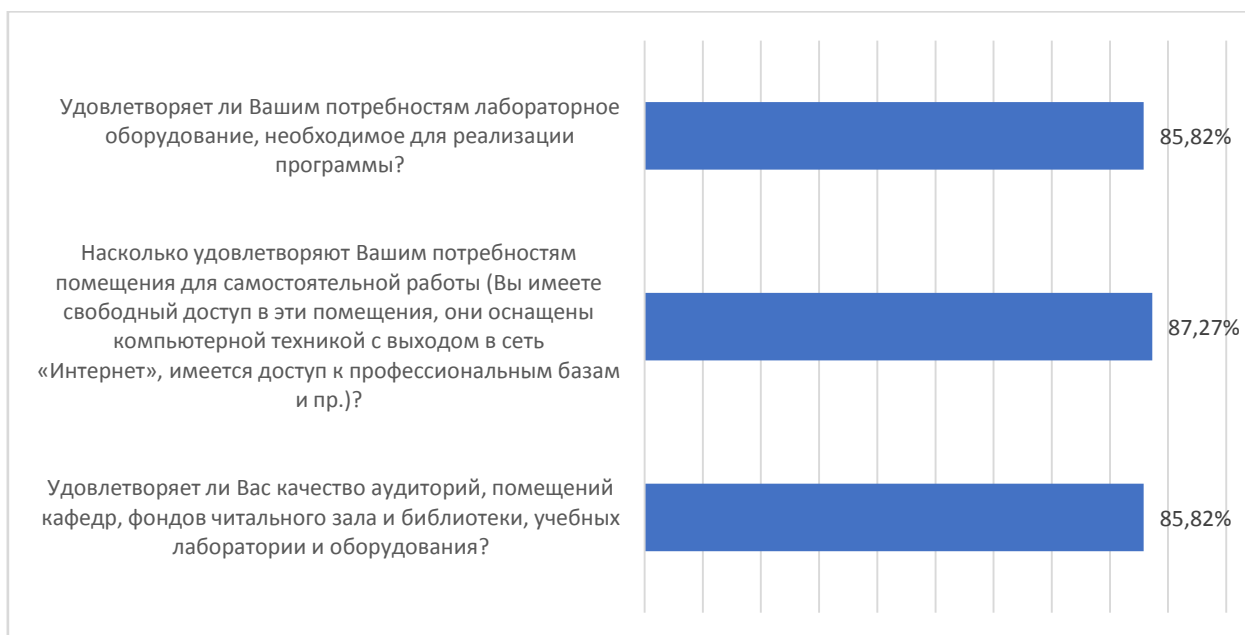 Удовлетворяет ли Вашим потребностям лабораторное
оборудование, необходимое для реализации
программы?
85,82%
Насколько удовлетворяют Вашим потребностям
помещения для самостоятельной работы (Вы имеете
свободный доступ в эти помещения, они оснащены
компьютерной техникой с выходом в сеть
«Интернет», имеется доступ к профессиональным базам
и пр.)?
87,27%
Удовлетворяет ли Вас качество аудиторий, помещений
кафедр, фондов читального зала и библиотеки, учебных
лаборатории и оборудования?
85,82%